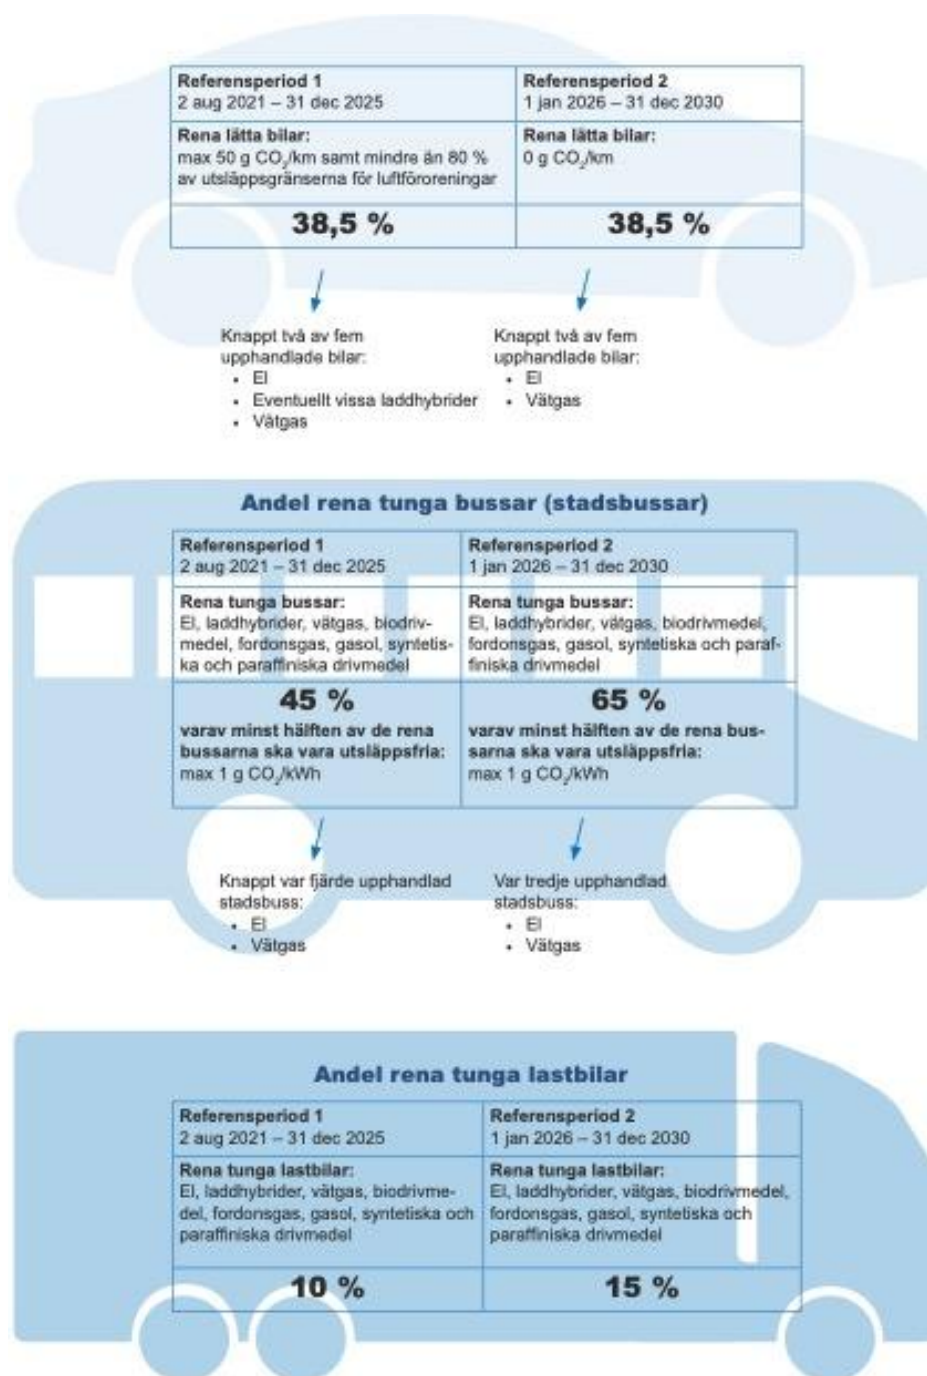 Referensperiod 1
2 aug 2021 – 31 dec 2025
Referensperiod 2
1 jan 2026 – 31 dec 2030
Rena lätta bilar:
max 50 g CO₂/km samt mindre än 80 %
av utsläppsgränserna för luftföroreningar
Rena lätta bilar:
0 g CO₂/km
38,5 %
38,5 %
Knappt två av fem
upphandlade bilar:
• El
• Eventuellt vissa laddhybrider
• Vätgas
Knappt två av fem
upphandlade bilar:
• El
• Vätgas
Andel rena tunga bussar (stadsbussar)
Referensperiod 1
2 aug 2021 – 31 dec 2025
Referensperiod 2
1 jan 2026 – 31 dec 2030
Rena tunga bussar:
El, laddhybrider, vätgas, biodriv-
medel, fordonsgas, gasol, syntetis-
ka och paraffiniska drivmedel
Rena tunga bussar:
El, laddhybrider, vätgas, biodrivmedel,
fordonsgas, gasol, syntetiska och paraf-
finiska drivmedel
45 %
varav minst hälften av de rena
bussarna ska vara utsläppsfria:
max 1 g CO₂/kWh
65 %
varav minst hälften av de rena bus-
sarna ska vara utsläppsfria:
max 1 g CO₂/kWh
Knappt var fjärde upphandlad
stadsbuss:
• El
• Vätgas
Var tredje upphandlad
stadsbuss:
• El
• Vätgas
Andel rena tunga lastbilar
Referensperiod 1
2 aug 2021 – 31 dec 2025
Referensperiod 2
1 jan 2026 – 31 dec 2030
Rena tunga lastbilar:
El, laddhybrider, vätgas, biodrivme-
del, fordonsgas, gasol, syntetiska och
paraffiniska drivmedel
Rena tunga lastbilar:
El, laddhybrider, vätgas, biodrivmedel,
fordonsgas, gasol, syntetiska och
paraffiniska drivmedel
10 %
15 %